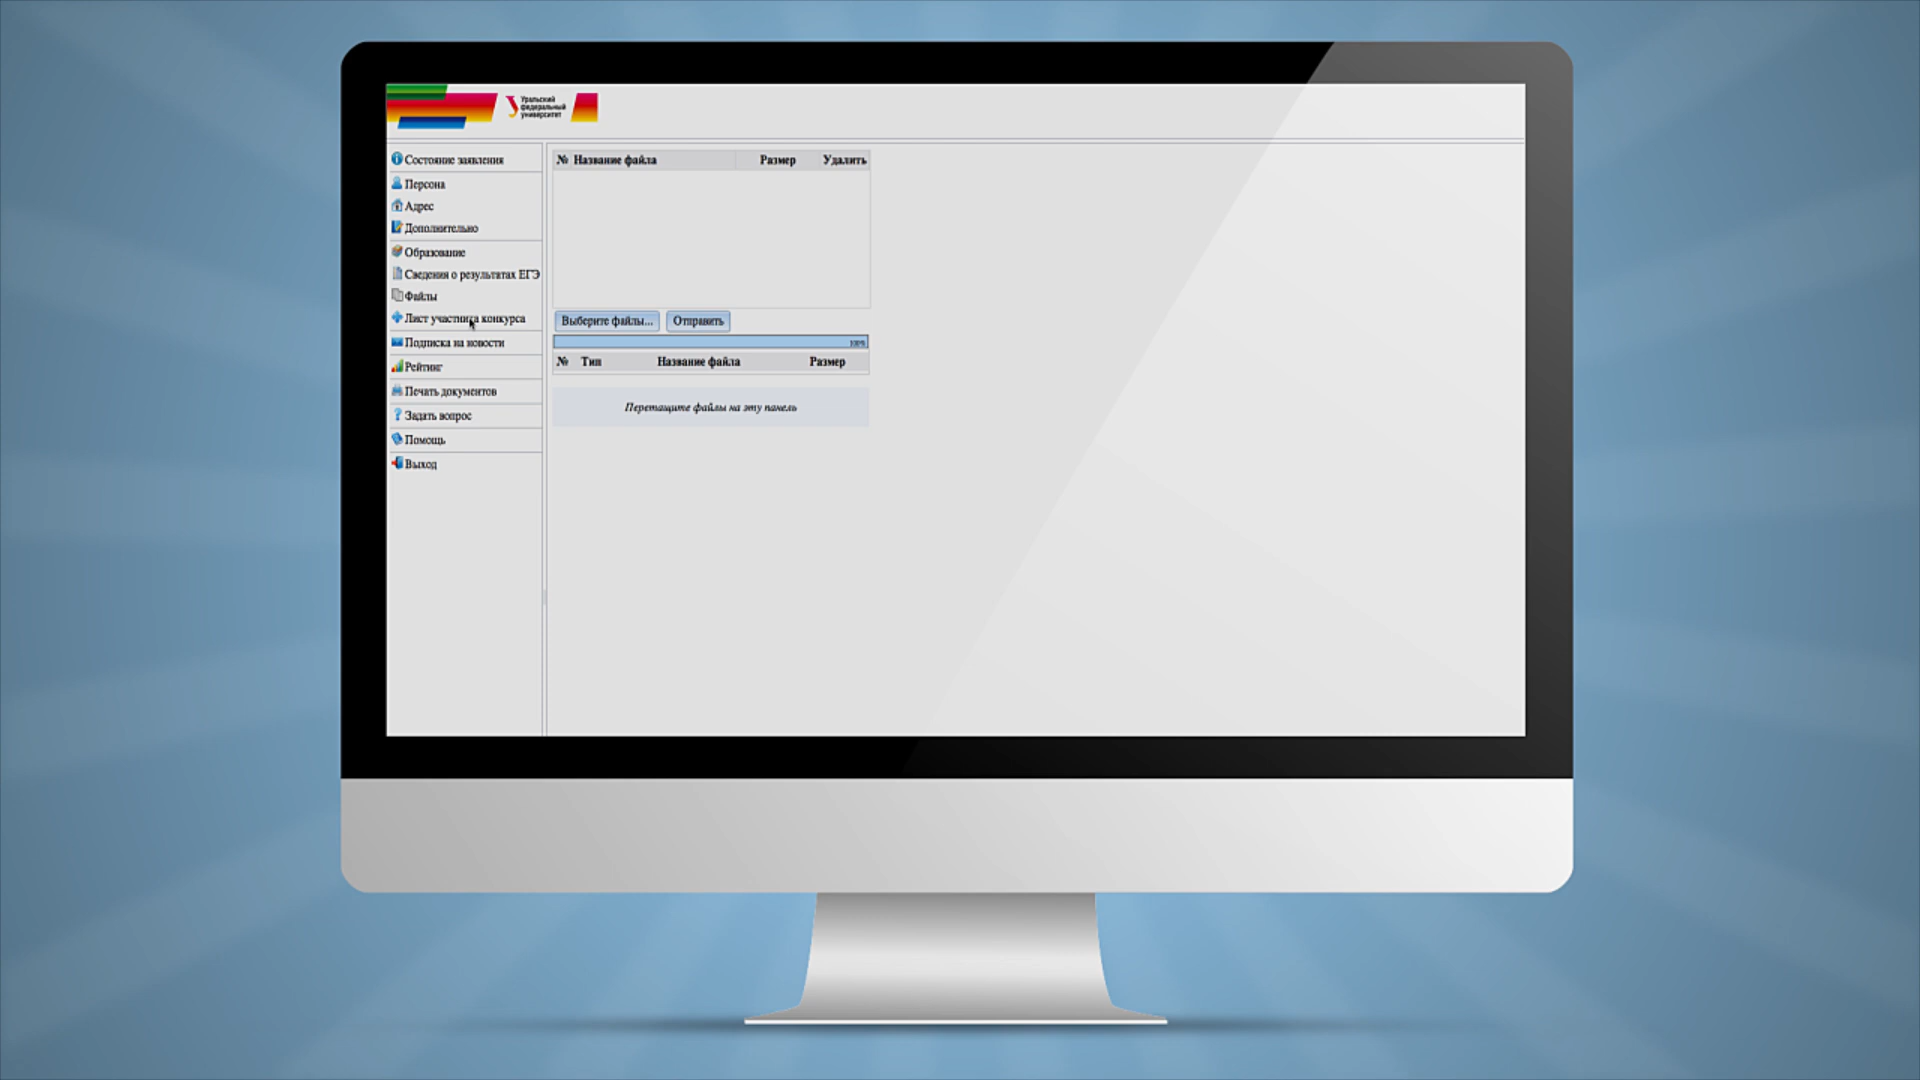 Уральский
федеральный
университет
Состояние заявления
Персона
Адрес
Дополнительно
Образование
Сведения о результатах ЕГЭ
Файлы
Лист участника конкурса
Подписка на новости
Рейтинг
Печать документов
Задать вопрос
Помощь
Выход
№ Название файла Размер Удалить
Выберите файлы... Отправить
100%
№ Тип Название файла Размер
Перетащите файлы на эту панель